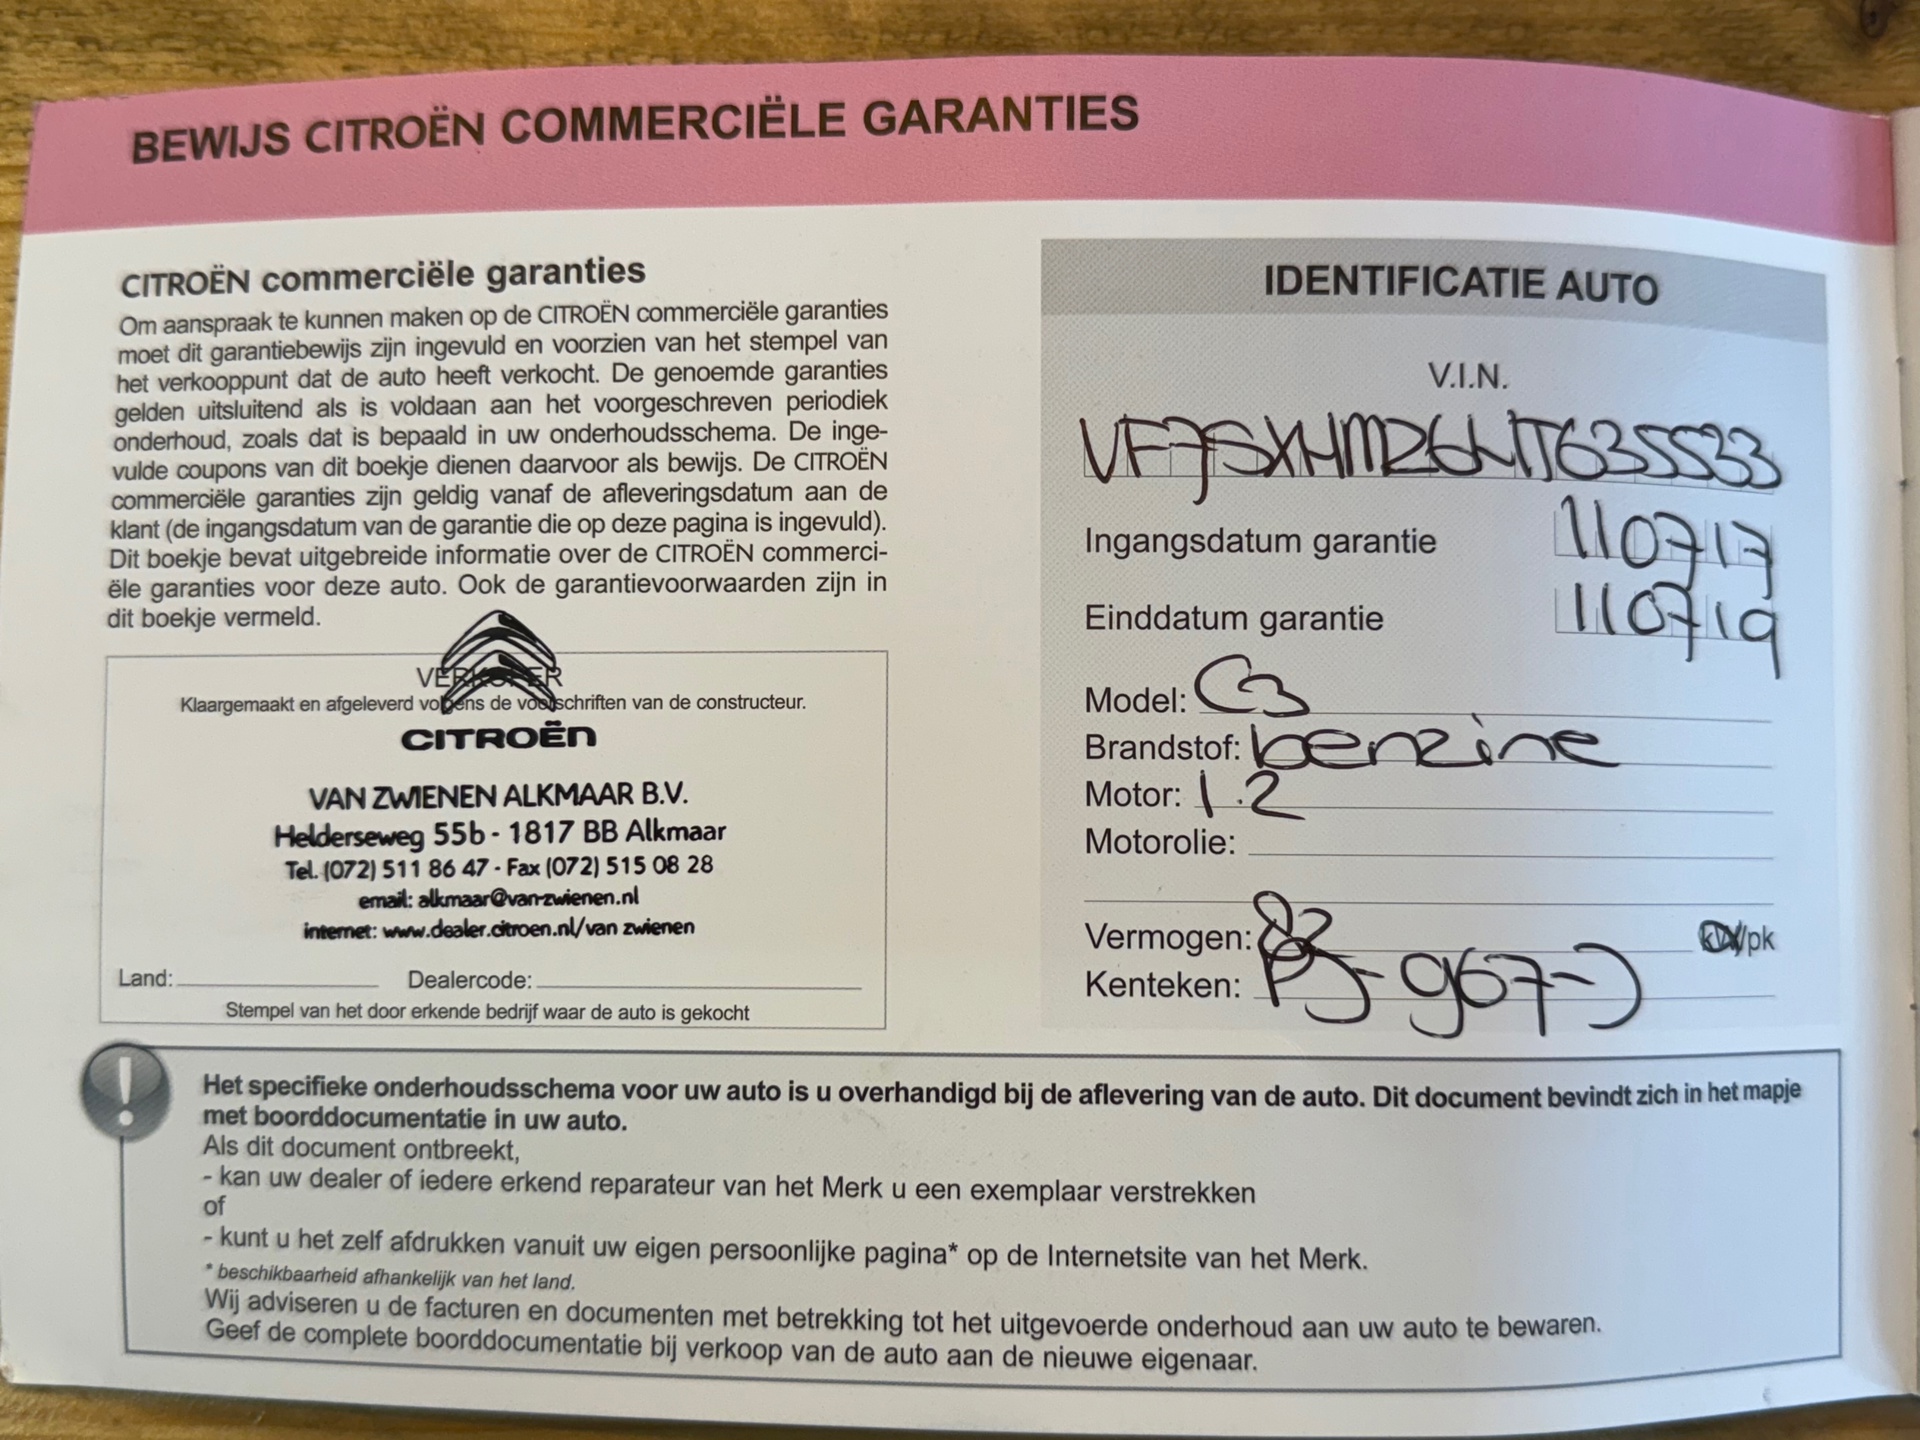 BEWIJS CITROËN COMMERCIËLE GARANTIES
CITROËN commerciële garanties
Om aanspraak te kunnen maken op de CITROËN commerciële garanties
moet dit garantiebewijs zijn ingevuld en voorzien van het stempel van
het verkooppunt dat de auto heeft verkocht. De genoemde garanties
gelden uitsluitend als is voldaan aan het voorgeschreven periodiek
onderhoud, zoals dat is bepaald in uw onderhoudsschema. De inge-
vulde coupons van dit boekje dienen daarvoor als bewijs. De CITROËN
commerciële garanties zijn geldig vanaf de afleveringsdatum aan de
klant (de ingangsdatum van de garantie die op deze pagina is ingevuld).
Dit boekje bevat uitgebreide informatie over de CITROËN commerci-
ële garanties voor deze auto. Ook de garantievoorwaarden zijn in
dit boekje vermeld.
VERKOPER
Klaargemaakt en afgeleverd volgens de voorschriften van de constructeur.
CITROËN
VAN ZWIENEN ALKMAAR B.V.
Helderseweg 55b - 1817 BB Alkmaar
Tel. (072) 511 86 47 - Fax (072) 515 08 28
email: alkmaar@van-zwienen.nl
internet: www.dealer.citroen.nl/van zwienen
Land: Dealercode:
Stempel van het door erkende bedrijf waar de auto is gekocht
IDENTIFICATIE AUTO
V.I.N.
Ingangsdatum garantie 110717
Einddatum garantie 110719
Model: C3
Brandstof: benzine
Motor: 1.2
Motorolie:
Vermogen: 82 kW/pk
Kenteken: PJ-967-J
Het specifieke onderhoudsschema voor uw auto is u overhandigd bij de aflevering van de auto. Dit document bevindt zich in het mapje
met boorddocumentatie in uw auto.
Als dit document ontbreekt,
- kan uw dealer of iedere erkend reparateur van het Merk u een exemplaar verstrekken
of
- kunt u het zelf afdrukken vanuit uw eigen persoonlijke pagina* op de Internetsite van het Merk.
* beschikbaarheid afhankelijk van het land.
Wij adviseren u de facturen en documenten met betrekking tot het uitgevoerde onderhoud aan uw auto te bewaren.
Geef de complete boorddocumentatie bij verkoop van de auto aan de nieuwe eigenaar.